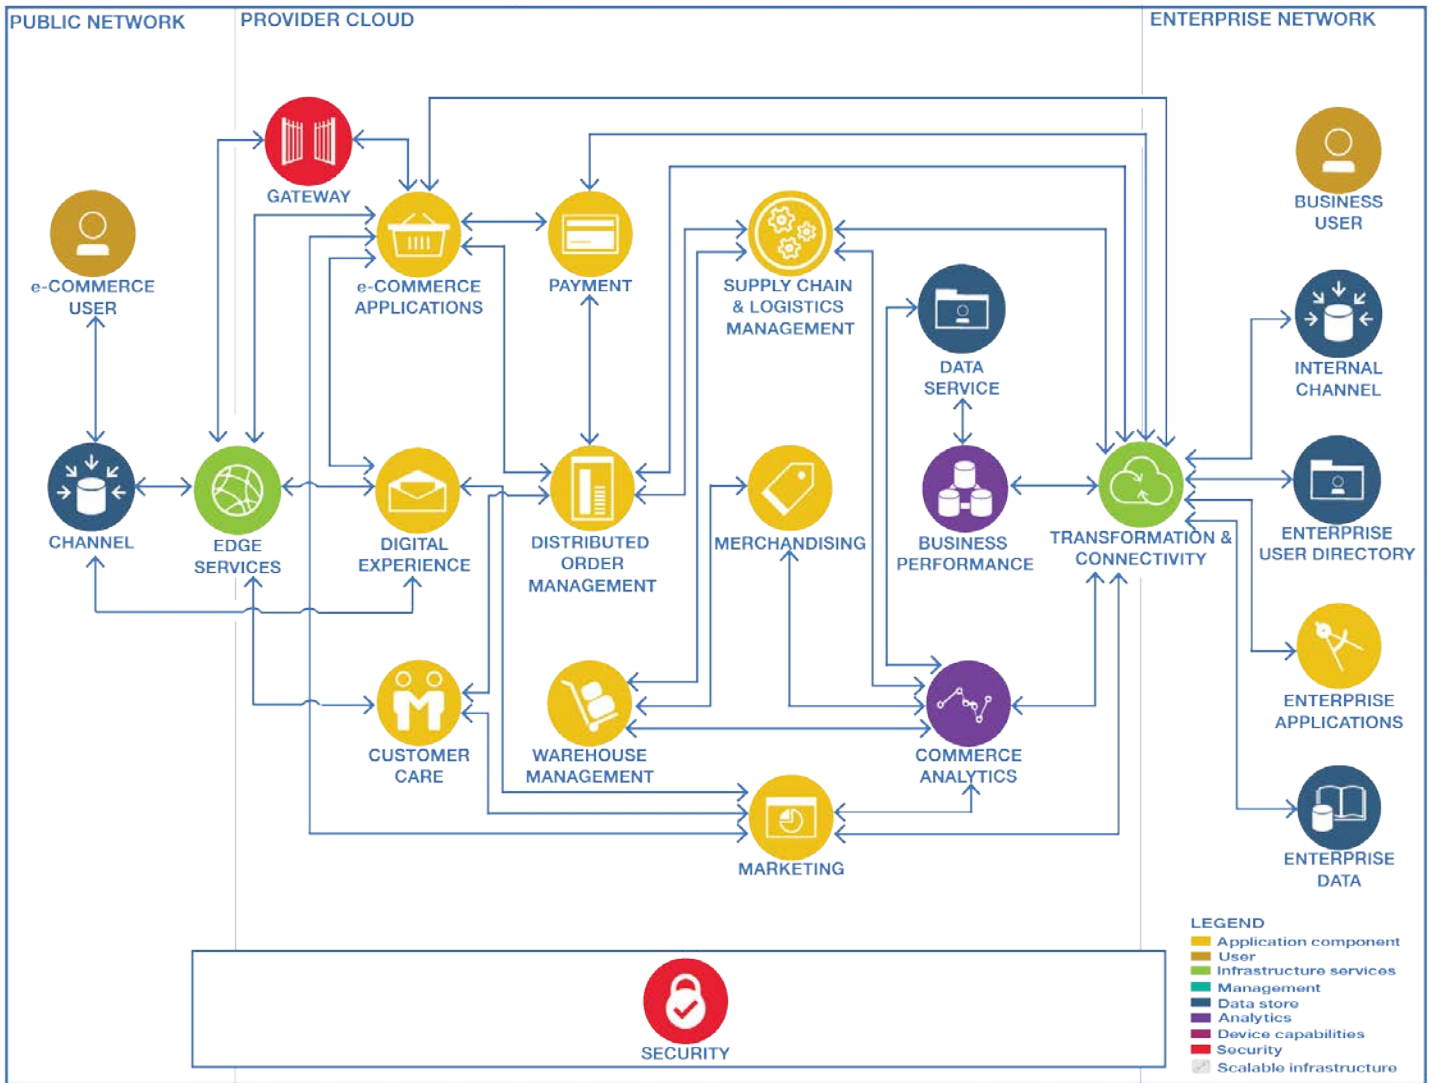 PUBLIC NETWORK
PROVIDER CLOUD
ENTERPRISE NETWORK
GATEWAY
e-COMMERCE
USER
e-COMMERCE
APPLICATIONS
PAYMENT
SUPPLY CHAIN
& LOGISTICS
MANAGEMENT
BUSINESS
USER
DATA
SERVICE
INTERNAL
CHANNEL
CHANNEL
EDGE
SERVICES
DIGITAL
EXPERIENCE
DISTRIBUTED
ORDER
MANAGEMENT
MERCHANDISING
BUSINESS
PERFORMANCE
TRANSFORMATION &
CONNECTIVITY
ENTERPRISE
USER DIRECTORY
CUSTOMER
CARE
WAREHOUSE
MANAGEMENT
COMMERCE
ANALYTICS
ENTERPRISE
APPLICATIONS
MARKETING
ENTERPRISE
DATA
SECURITY
LEGEND
Application component
User
Infrastructure services
Management
Data store
Analytics
Device capabilities
Security
Scalable infrastructure